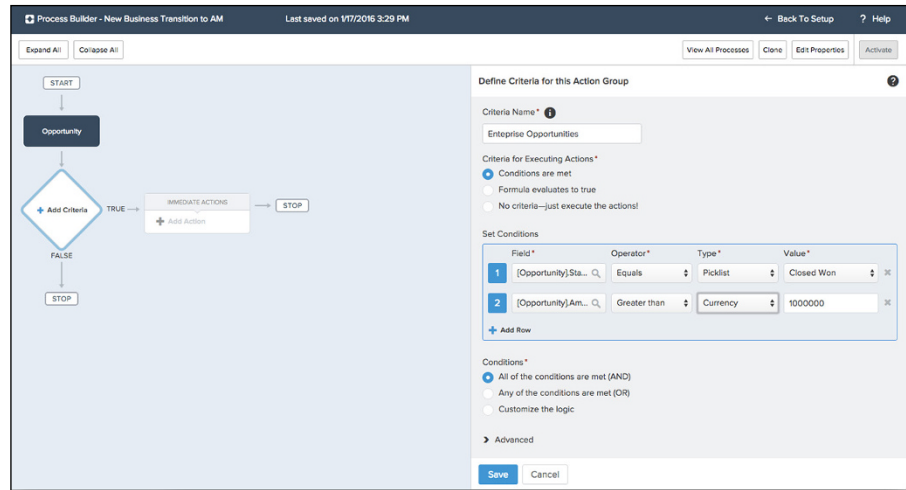 Process Builder - New Business Transition to AM Last saved on 1/17/2016 3:29 PM ← Back To Setup ? Help
Expand All Collapse All View All Processes Clone Edit Properties Activate
START
Opportunity
+ Add Criteria TRUE IMMEDIATE ACTIONS STOP
+ Add Action
FALSE
STOP
Define Criteria for this Action Group ?
Criteria Name* i
Enteprise Opportunities
Criteria for Executing Actions*
Conditions are met
Formula evaluates to true
No criteria—just execute the actions!
Set Conditions
Field* Operator* Type* Value*
1 [Opportunity].Sta... Equals Picklist Closed Won
2 [Opportunity].Am... Greater than Currency 1000000
+ Add Row
Conditions*
All of the conditions are met (AND)
Any of the conditions are met (OR)
Customize the logic
Advanced
Save Cancel